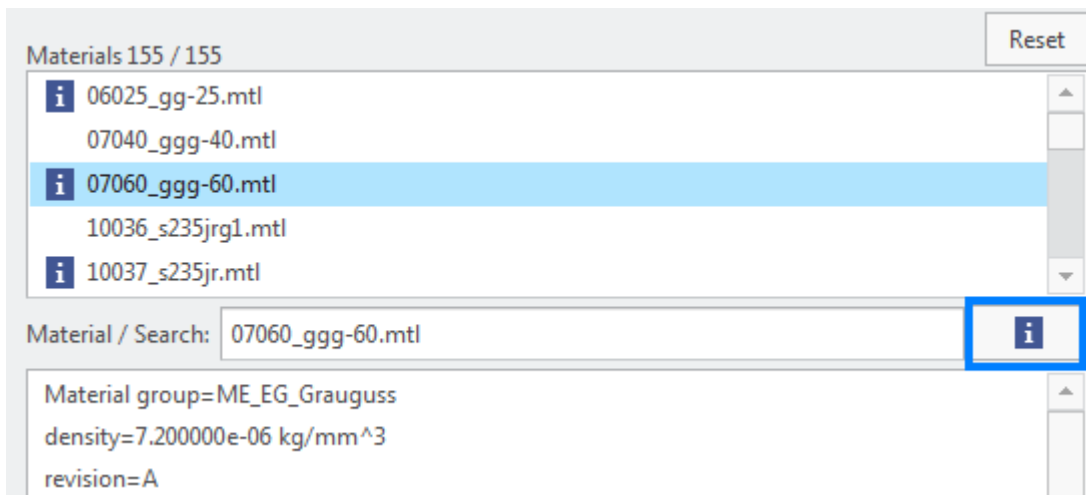 Reset
Materials 155 / 155
i 06025_gg-25.mtl
07040_ggg-40.mtl
i 07060_ggg-60.mtl
10036_s235jrg1.mtl
i 10037_s235jr.mtl
Material / Search: 07060_ggg-60.mtl i
Material group=ME_EG_Grauguss
density=7.200000e-06 kg/mm^3
revision=A